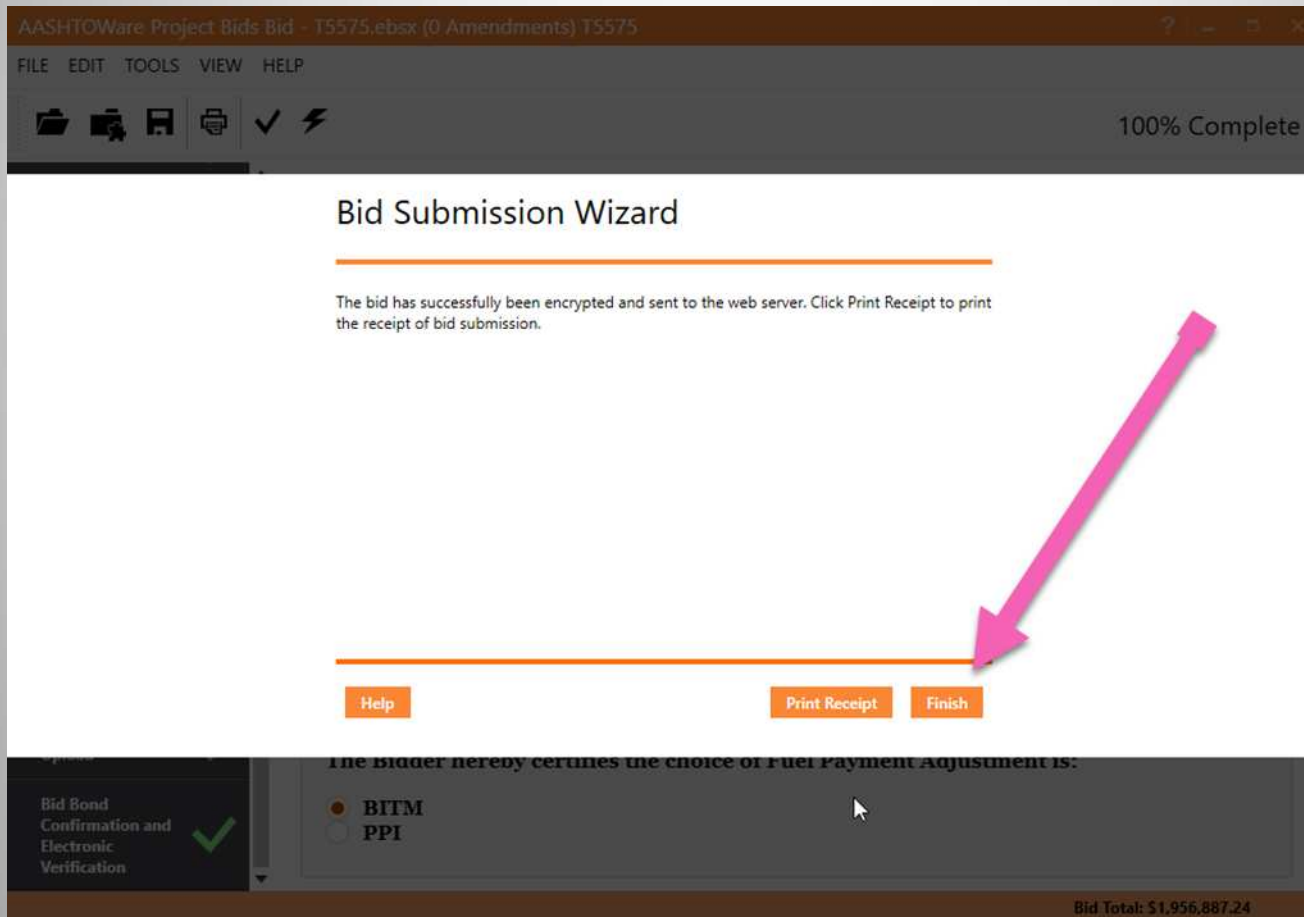 AASHTOWare Project Bids Bid - T5575.ebsx (0 Amendments) T5575
FILE EDIT TOOLS VIEW HELP
100% Complete
Bid Submission Wizard
The bid has successfully been encrypted and sent to the web server. Click Print Receipt to print
the receipt of bid submission.
Help
Print Receipt
Finish
The Bidder hereby certifies the choice of Fuel Payment Adjustment is:
Bid Bond
Confirmation and
Electronic
Verification
BITM
PPI
Bid Total: $1,956,887.24